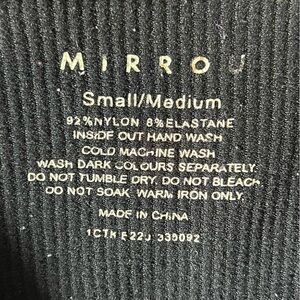 MIRROU
Small/Medium
92%NYLON 8%ELASTANE
INSIDE OUT HAND WASH
COLD MACHINE WASH
WASH DARK COLOURS SEPARATELY.
DO NOT TUMBLE DRY. DO NOT BLEACH
DO NOT SOAK. WARM IRON ONLY.
MADE IN CHINA